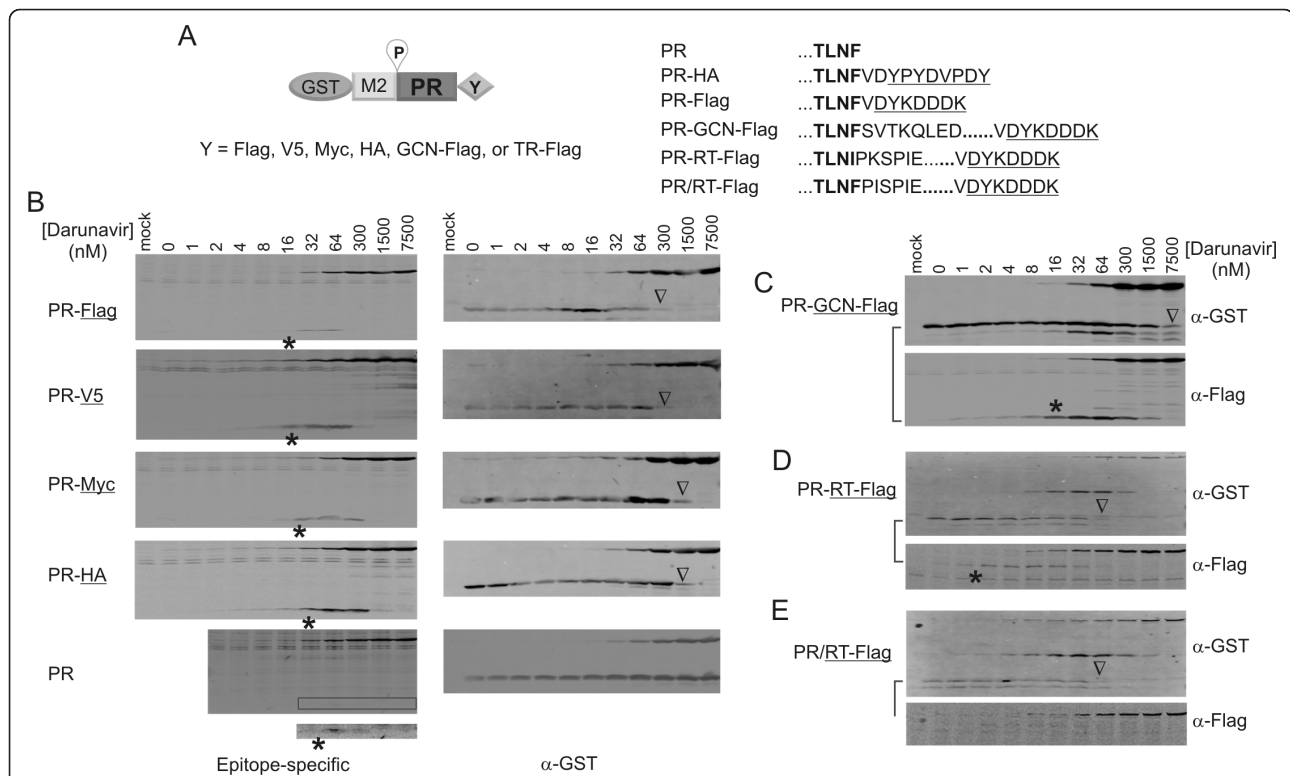 A
P
GST M2 PR Y
Y = Flag, V5, Myc, HA, GCN-Flag, or TR-Flag
PR ...TLNF
PR-HA ...TLNFVDYPYDVPDY
PR-Flag ...TLNFVDYKDDDK
PR-GCN-Flag ...TLNFSVTKQLED......VDYKDDDK
PR-RT-Flag ...TLNIPKSPIE......VDYKDDDK
PR/RT-Flag ...TLNFPISPIE......VDYKDDDK
B
[Darunavir] (nM)
mock 0 1 2 4 8 16 32 64 300 1500 7500
mock 0 1 2 4 8 16 32 64 300 1500 7500
PR-Flag
*
PR-V5
*
PR-Myc
*
PR-HA
*
PR
*
Epitope-specific
α-GST
mock 0 1 2 4 8 16 32 64 300 1500 7500
[Darunavir] (nM)
C
PR-GCN-Flag
α-GST
*
α-Flag
D
PR-RT-Flag
α-GST
*
α-Flag
E
PR/RT-Flag
α-GST
α-Flag